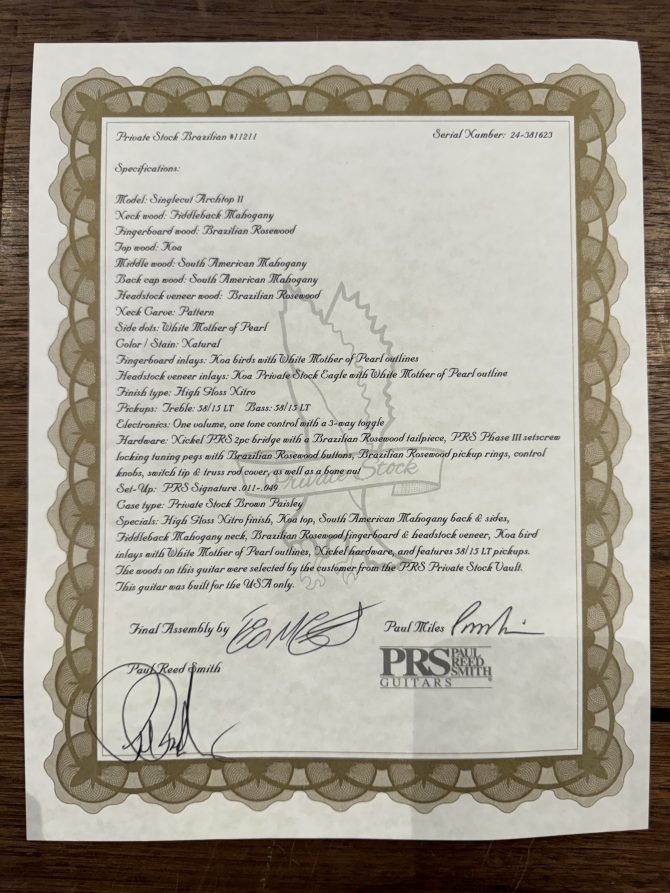 Private Stock Brazilian #11211
Serial Number: 24-381623
Specifications:
Model: Singlecut Archtop II
Neck wood: Fiddleback Mahogany
Fingerboard wood: Brazilian Rosewood
Top wood: Koa
Middle wood: South American Mahogany
Back cap wood: South American Mahogany
Headstock veneer wood: Brazilian Rosewood
Neck Carve: Pattern
Side dots: White Mother of Pearl
Color / Stain: Natural
Fingerboard inlays: Koa birds with White Mother of Pearl outlines
Headstock veneer inlays: Koa Private Stock Eagle with White Mother of Pearl outline
Finish type: High Gloss Nitro
Pickups: Treble: 58/15 LT Bass: 58/15 LT
Electronics: One volume, one tone control with a 3-way toggle
Hardware: Nickel PRS 2pc bridge with a Brazilian Rosewood tailpiece, PRS Phase III setscrew
locking tuning pegs with Brazilian Rosewood buttons, Brazilian Rosewood pickup rings, control
knobs, switch tip & truss rod cover, as well as a bone nut
Private Stock
Set-Up: PRS Signature .011-.049
Case type: Private Stock Brown Paisley
Specials: High Gloss Nitro finish, Koa top, South American Mahogany back & sides,
Fiddleback Mahogany neck, Brazilian Rosewood fingerboard & headstock veneer, Koa bird
inlays with White Mother of Pearl outlines, Nickel hardware, and features 58/15 LT pickups.
The woods on this guitar were selected by the customer from the PRS Private Stock Vault.
This guitar was built for the USA only.
Final Assembly by
Paul Miles
PRS PAUL REED SMITH
GUITARS
Paul Reed Smith